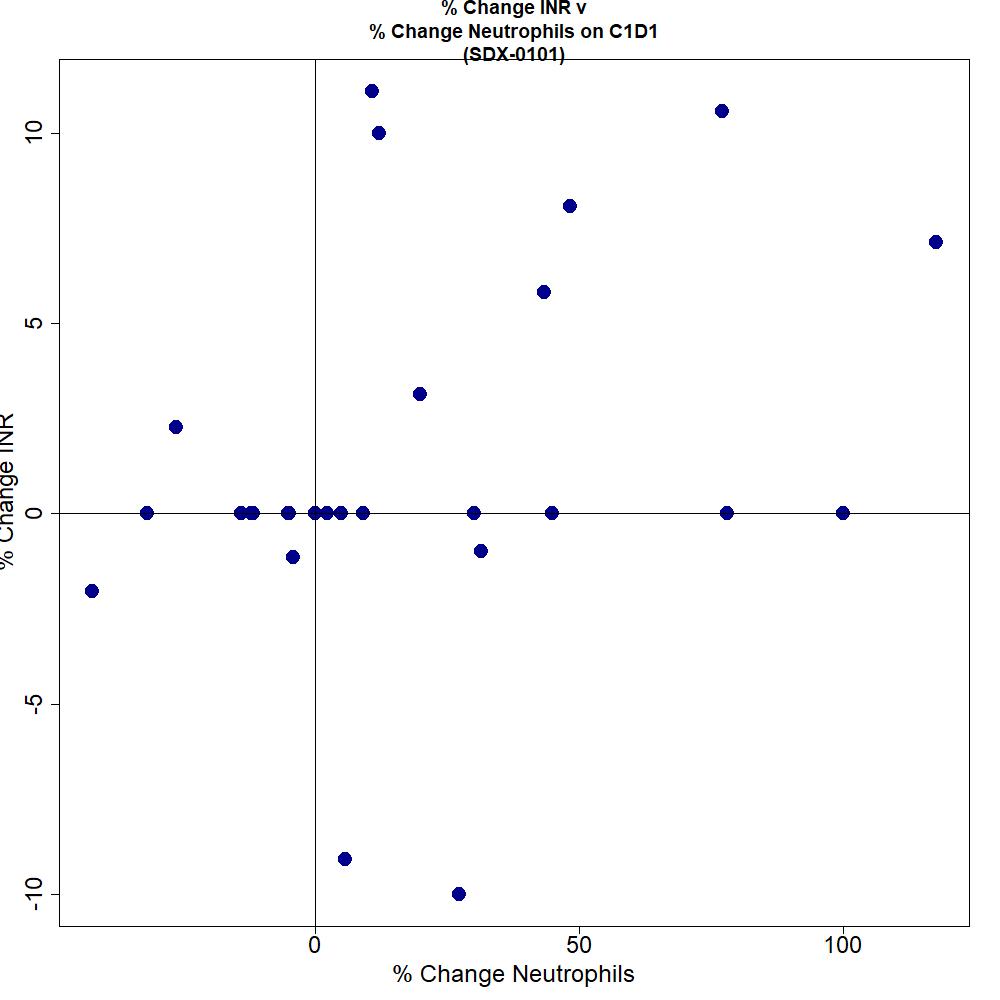 % Change INR v
% Change Neutrophils on C1D1
(SDX-0101)
% Change INR
10
5
0
-5
-10
0
50
100
% Change Neutrophils